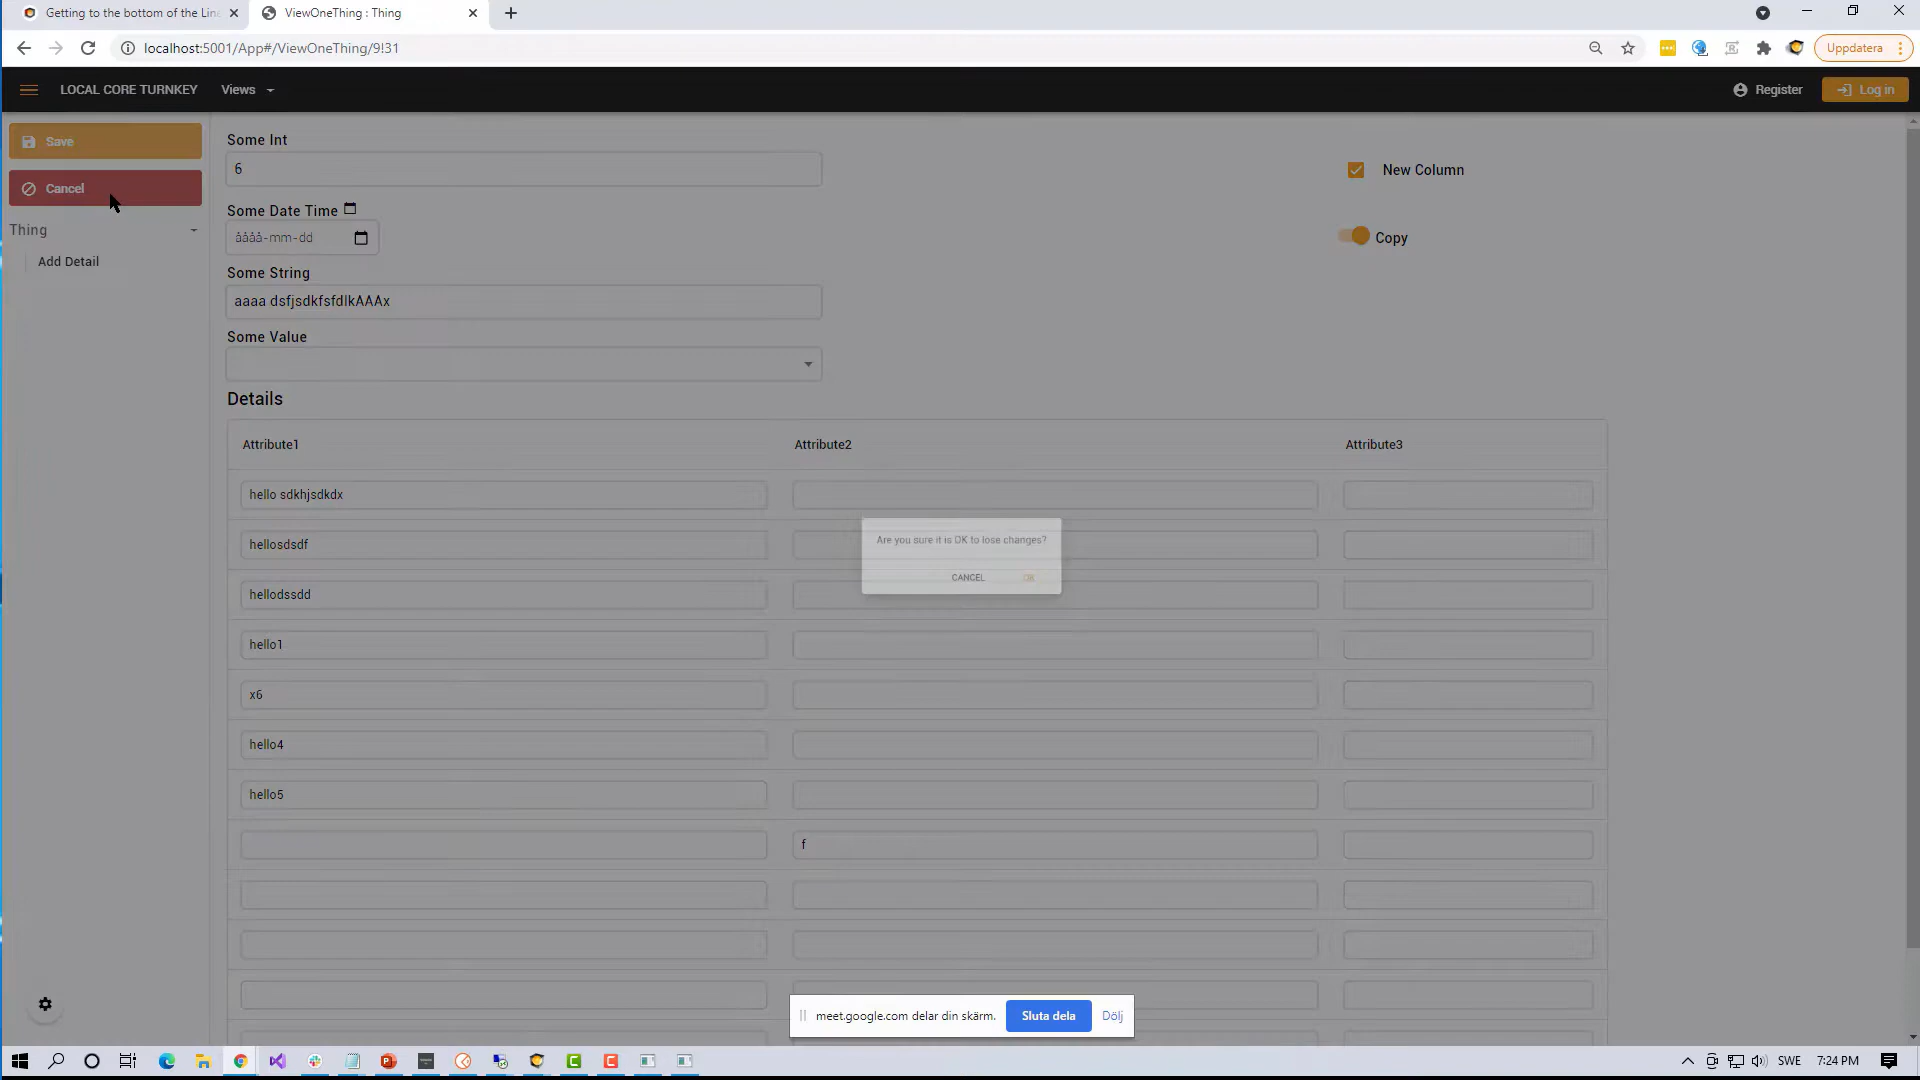 Getting to the bottom of the Line
ViewOneThing : Thing
localhost:5001/App#/ViewOneThing/9!31
Uppdatera
LOCAL CORE TURNKEY
Views
Register
Log in
Save
Some Int
6
New Column
Cancel
Some Date Time
åååå-mm-dd
Copy
Thing
Add Detail
Some String
aaaa dsfjsdkfsfdlkAAAx
Some Value
Details
Attribute1 Attribute2 Attribute3
hello sdkhjsdkdx
hellosdsdf
Are you sure it is OK to lose changes?
CANCEL OK
hellodssdd
hello1
x6
hello4
hello5
f
meet.google.com delar din skärm.
Sluta dela
Dölj
SWE
7:24 PM